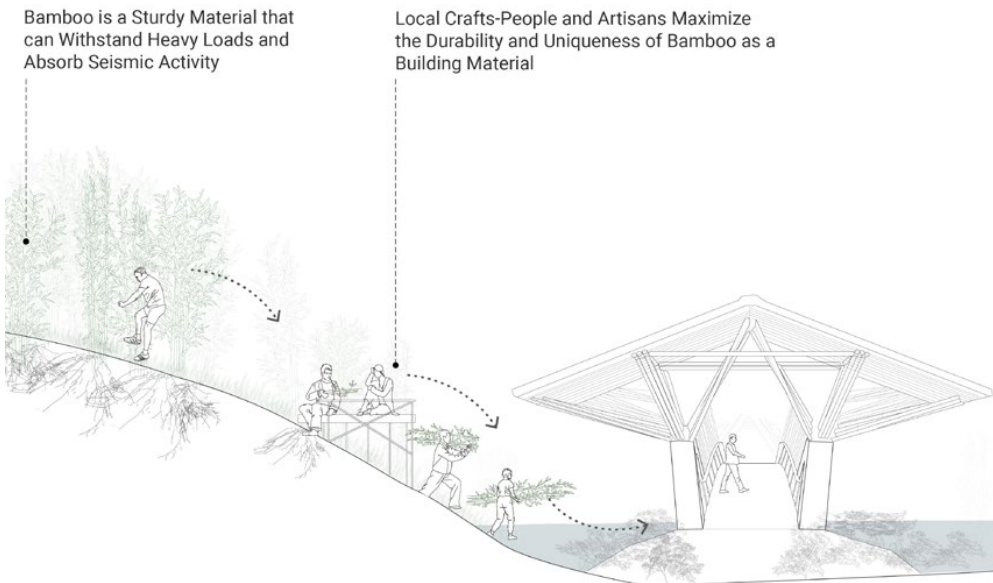 Bamboo is a Sturdy Material that
can Withstand Heavy Loads and
Absorb Seismic Activity
Local Crafts-People and Artisans Maximize
the Durability and Uniqueness of Bamboo as a
Building Material